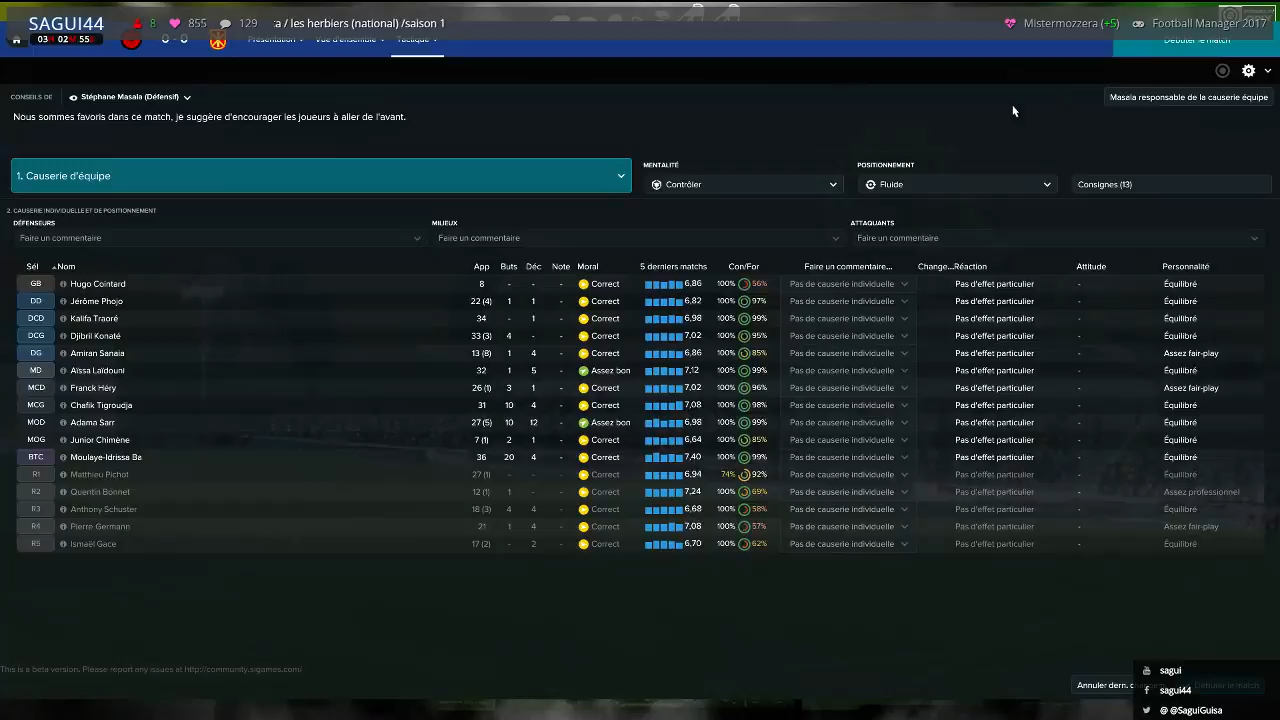 SAGUI44 8 855 129 :ra / les herbiers (national) /saison 1 Mistermozzera (+5) Football Manager 2017
03H 02M 55S 0 - 0 Présentation Vue d'ensemble Tactique Débuter le match
CONSEILS DE Stéphane Masala (Défensif) Masala responsable de la causerie équipe
Nous sommes favoris dans ce match, je suggère d'encourager les joueurs à aller de l'avant.
MENTALITÉ POSITIONNEMENT
1. Causerie d'équipe Contrôler Fluide Consignes (13)
2. CAUSERIE INDIVIDUELLE ET DE POSITIONNEMENT
DÉFENSEURS MILIEUX ATTAQUANTS
Faire un commentaire Faire un commentaire Faire un commentaire
Sél Nom App Buts Déc Note Moral 5 derniers matchs Con/For Faire un commentaire... Change... Réaction Attitude Personnalité
GB Hugo Cointard 8 - - - Correct 6,86 100% 56% Pas de causerie individuelle Pas d'effet particulier - Équilibré
DD Jérôme Phojo 22 (4) 1 1 - Correct 6,82 100% 97% Pas de causerie individuelle Pas d'effet particulier - Équilibré
DCD Kalifa Traoré 34 - 1 - Correct 6,98 100% 99% Pas de causerie individuelle Pas d'effet particulier - Équilibré
DCG Djibril Konaté 33 (3) 4 - - Correct 7,02 100% 95% Pas de causerie individuelle Pas d'effet particulier - Équilibré
DG Amiran Sanaia 13 (8) 1 4 - Correct 6,86 100% 85% Pas de causerie individuelle Pas d'effet particulier - Assez fair-play
MD Aïssa Laïdouni 32 1 5 - Assez bon 7,12 100% 99% Pas de causerie individuelle Pas d'effet particulier - Équilibré
MCD Franck Héry 26 (1) 3 1 - Correct 7,02 100% 96% Pas de causerie individuelle Pas d'effet particulier - Assez fair-play
MCG Chafik Tigroudja 31 10 4 - Correct 7,08 100% 98% Pas de causerie individuelle Pas d'effet particulier - Équilibré
MOD Adama Sarr 27 (5) 10 12 - Assez bon 6,98 100% 99% Pas de causerie individuelle Pas d'effet particulier - Équilibré
MOG Junior Chimène 7 (1) 2 1 - Correct 6,64 100% 85% Pas de causerie individuelle Pas d'effet particulier - Équilibré
BTC Moulaye-Idrissa Ba 36 20 4 - Correct 7,40 100% 99% Pas de causerie individuelle Pas d'effet particulier - Équilibré
R1 Matthieu Pichot 27 (1) - - - Correct 6,94 74% 92% Pas de causerie individuelle Pas d'effet particulier - Équilibré
R2 Quentin Bonnet 12 (1) 1 - - Correct 7,24 100% 69% Pas de causerie individuelle Pas d'effet particulier - Assez professionnel
R3 Anthony Schuster 18 (3) 4 4 - Correct 6,68 100% 58% Pas de causerie individuelle Pas d'effet particulier - Équilibré
R4 Pierre Germann 21 1 4 - Correct 7,08 100% 57% Pas de causerie individuelle Pas d'effet particulier - Assez fair-play
R5 Ismaël Gace 17 (2) - 2 - Correct 6,70 100% 62% Pas de causerie individuelle Pas d'effet particulier - Équilibré
This is a beta version. Please report any issues at http://community.sigames.com/
sagui
Annuler dern. sagui44 Débuter le match
@ @SaguiGuisa